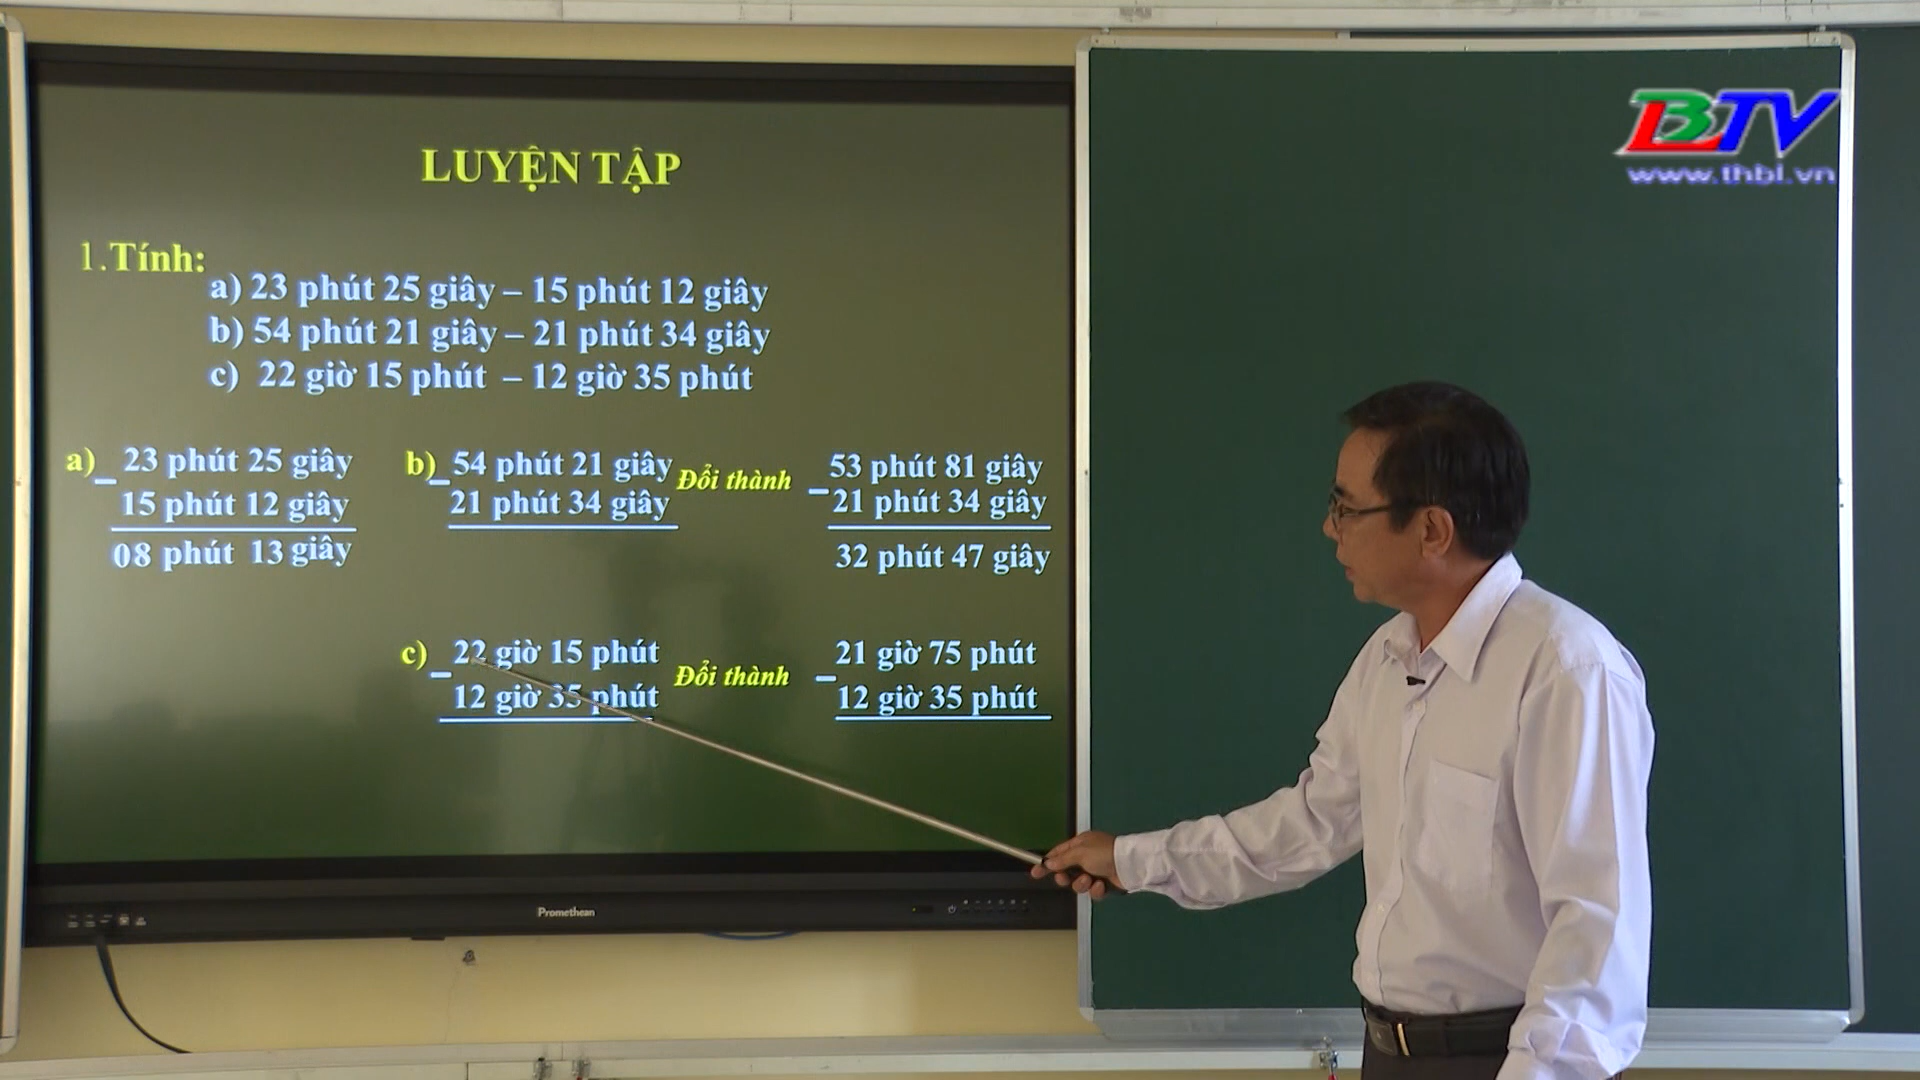 BTV
www.thbl.vn
LUYỆN TẬP
1.Tính:
a) 23 phút 25 giây – 15 phút 12 giây
b) 54 phút 21 giây – 21 phút 34 giây
c) 22 giờ 15 phút – 12 giờ 35 phút
a) – 23 phút 25 giây
15 phút 12 giây
08 phút 13 giây
b) – 54 phút 21 giây
21 phút 34 giây
Đổi thành
– 53 phút 81 giây
21 phút 34 giây
32 phút 47 giây
c) – 22 giờ 15 phút
12 giờ 35 phút
Đổi thành
– 21 giờ 75 phút
12 giờ 35 phút
Promethean